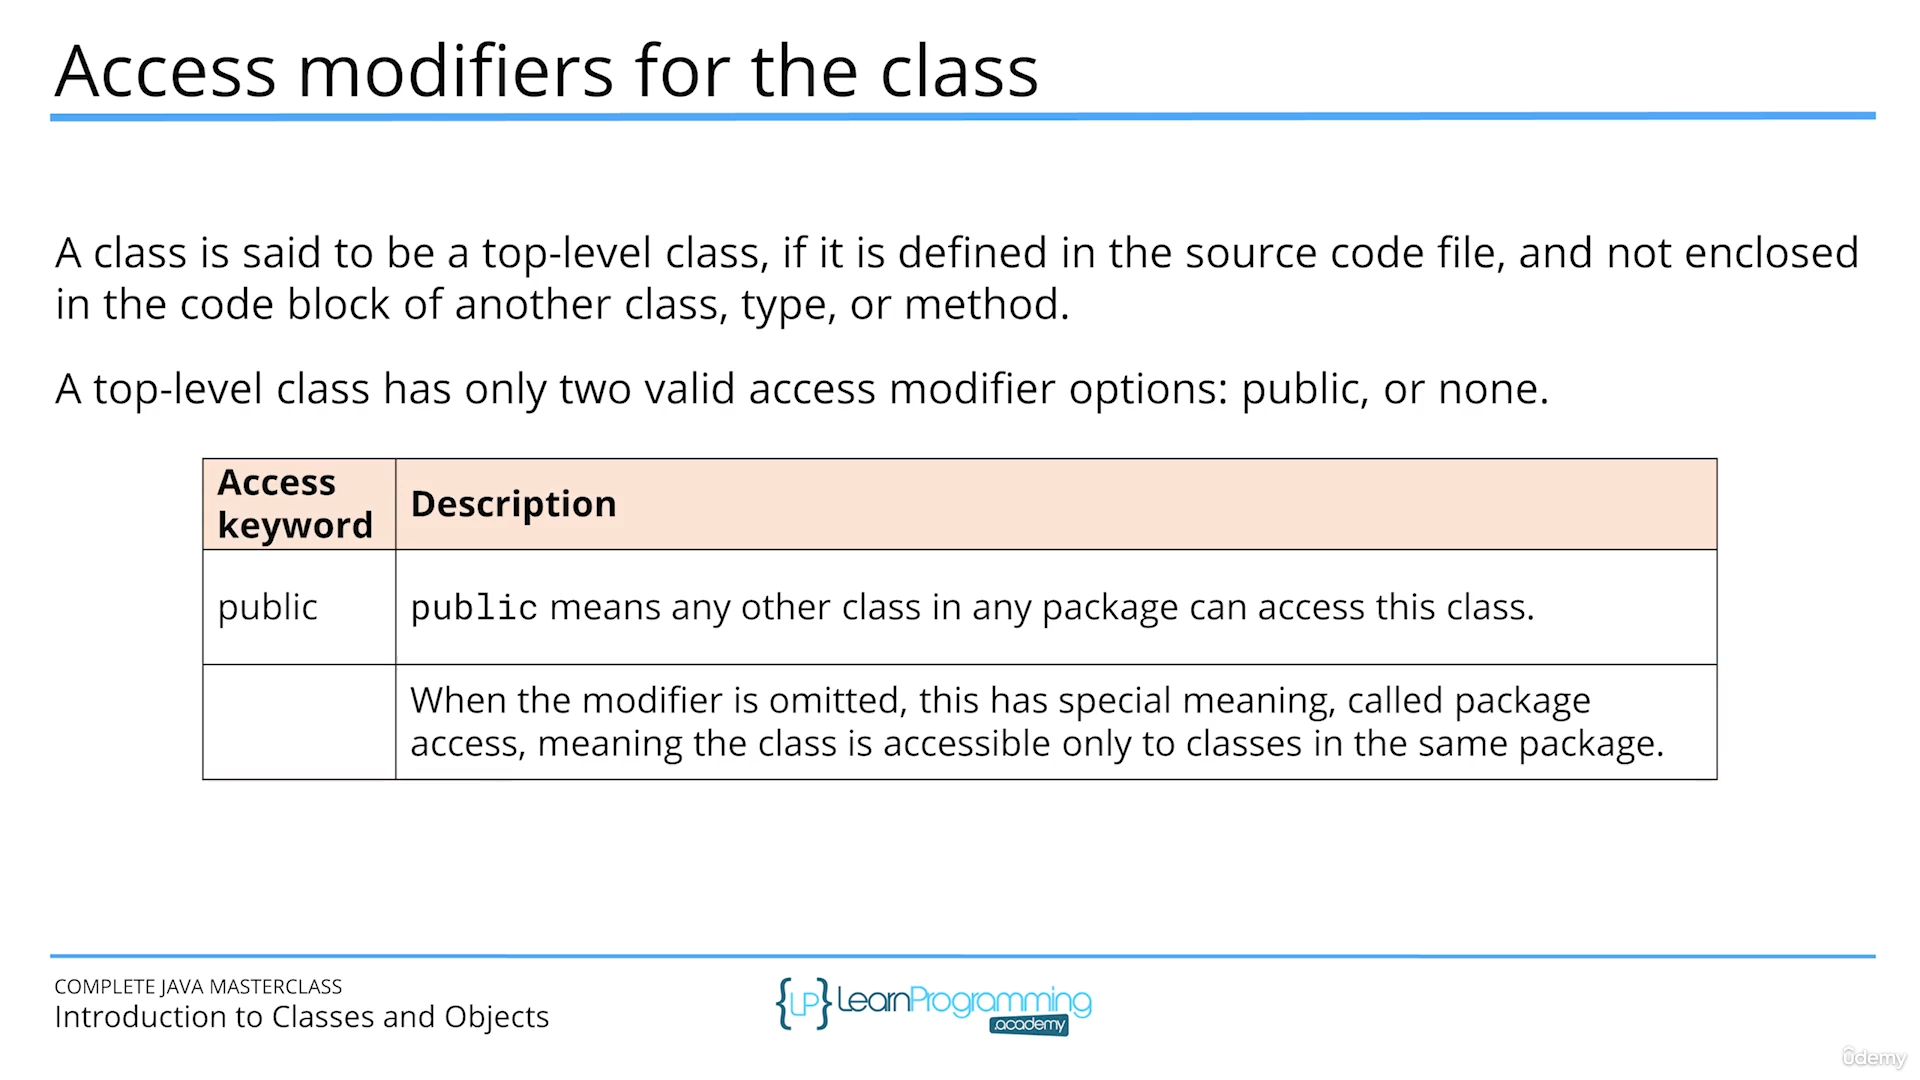 Access modifiers for the class
A class is said to be a top-level class, if it is defined in the source code file, and not enclosed
in the code block of another class, type, or method.
A top-level class has only two valid access modifier options: public, or none.
Access
keyword
Description
public
public means any other class in any package can access this class.
When the modifier is omitted, this has special meaning, called package
access, meaning the class is accessible only to classes in the same package.
COMPLETE JAVA MASTERCLASS
Introduction to Classes and Objects
{LP} LearnProgramming
.academy
ûdemy